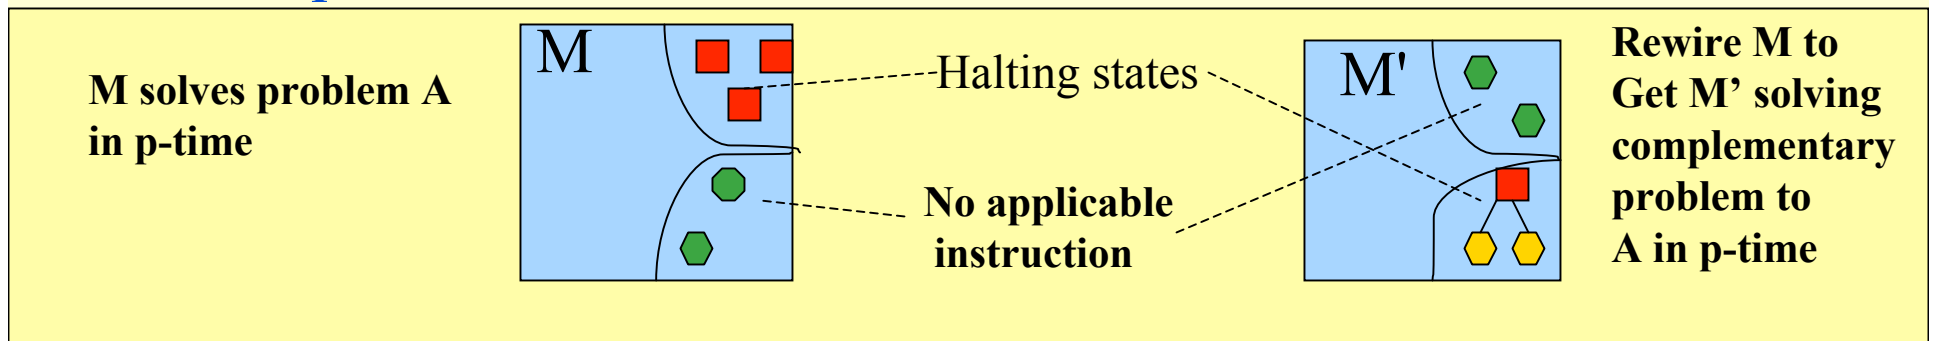 M solves problem A
in p-time
M
Halting states
No applicable
instruction
M'
Rewire M to
Get M’ solving
complementary
problem to
A in p-time